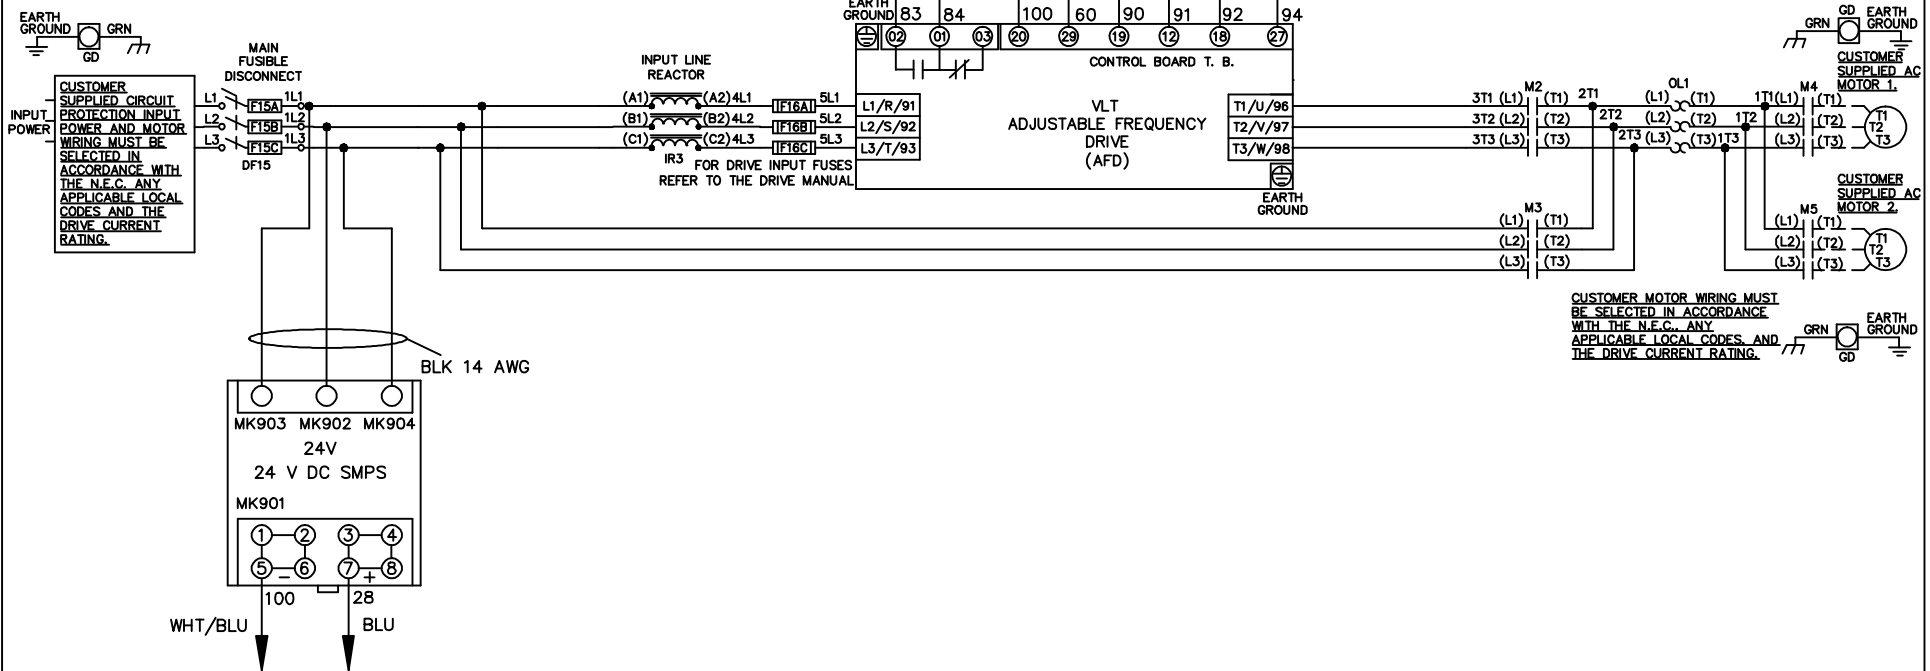 EARTH
GROUND
GRN
GD
INPUT
POWER
CUSTOMER
SUPPLIED CIRCUIT
PROTECTION INPUT
POWER AND MOTOR
WIRING MUST BE
SELECTED IN
ACCORDANCE WITH
THE N.E.C. ANY
APPLICABLE LOCAL
CODES AND THE
DRIVE CURRENT
RATING.
MAIN
FUSIBLE
DISCONNECT
L1 F15A 1L1
L2 F15B 1L2
L3 F15C 1L3
DF15
INPUT LINE
REACTOR
(A1) (A2) 4L1 F16A 5L1
(B1) (B2) 4L2 F16B 5L2
(C1) (C2) 4L3 F16C 5L3
IR3
FOR DRIVE INPUT FUSES
REFER TO THE DRIVE MANUAL
EARTH
GROUND
83 84 100 60 90 91 92 94
02 01 03 20 29 19 12 18 27
CONTROL BOARD T. B.
L1/R/91
L2/S/92
L3/T/93
VLT
ADJUSTABLE FREQUENCY
DRIVE
(AFD)
T1/U/96
T2/V/97
T3/W/98
EARTH
GROUND
M2
3T1 (L1) (T1) 2T1
3T2 (L2) (T2) 2T2
3T3 (L3) (T3) 2T3
OL1
(L1) (T1) 1T1
(L2) (T2) 1T2
(L3) (T3) 1T3
M4
(L1) (T1)
(L2) (T2)
(L3) (T3)
T1
T2
T3
GD
GRN
EARTH
GROUND
CUSTOMER
SUPPLIED AC
MOTOR 1.
M3
(L1) (T1)
(L2) (T2)
(L3) (T3)
CUSTOMER
SUPPLIED AC
MOTOR 2.
M5
(L1) (T1)
(L2) (T2)
(L3) (T3)
T1
T2
T3
CUSTOMER MOTOR WIRING MUST
BE SELECTED IN ACCORDANCE
WITH THE N.E.C., ANY
APPLICABLE LOCAL CODES, AND
THE DRIVE CURRENT RATING.
GRN
GD
EARTH
GROUND
BLK 14 AWG
MK903 MK902 MK904
24V
24 V DC SMPS
MK901
1 2 3 4
5 – 6 7 + 8
100 28
WHT/BLU BLU